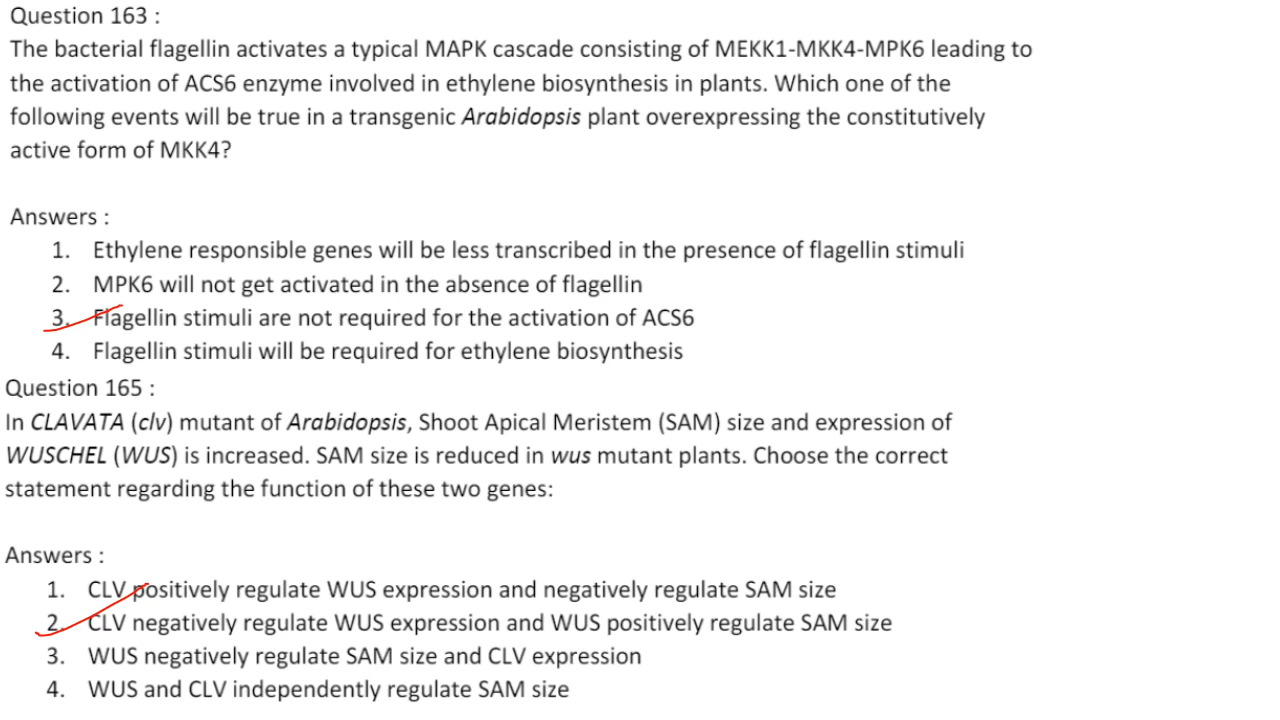 Question 163 :
The bacterial flagellin activates a typical MAPK cascade consisting of MEKK1-MKK4-MPK6 leading to
the activation of ACS6 enzyme involved in ethylene biosynthesis in plants. Which one of the
following events will be true in a transgenic Arabidopsis plant overexpressing the constitutively
active form of MKK4?
Answers :
1. Ethylene responsible genes will be less transcribed in the presence of flagellin stimuli
2. MPK6 will not get activated in the absence of flagellin
3. Flagellin stimuli are not required for the activation of ACS6
4. Flagellin stimuli will be required for ethylene biosynthesis
Question 165 :
In CLAVATA (clv) mutant of Arabidopsis, Shoot Apical Meristem (SAM) size and expression of
WUSCHEL (WUS) is increased. SAM size is reduced in wus mutant plants. Choose the correct
statement regarding the function of these two genes:
Answers :
1. CLV positively regulate WUS expression and negatively regulate SAM size
2. CLV negatively regulate WUS expression and WUS positively regulate SAM size
3. WUS negatively regulate SAM size and CLV expression
4. WUS and CLV independently regulate SAM size